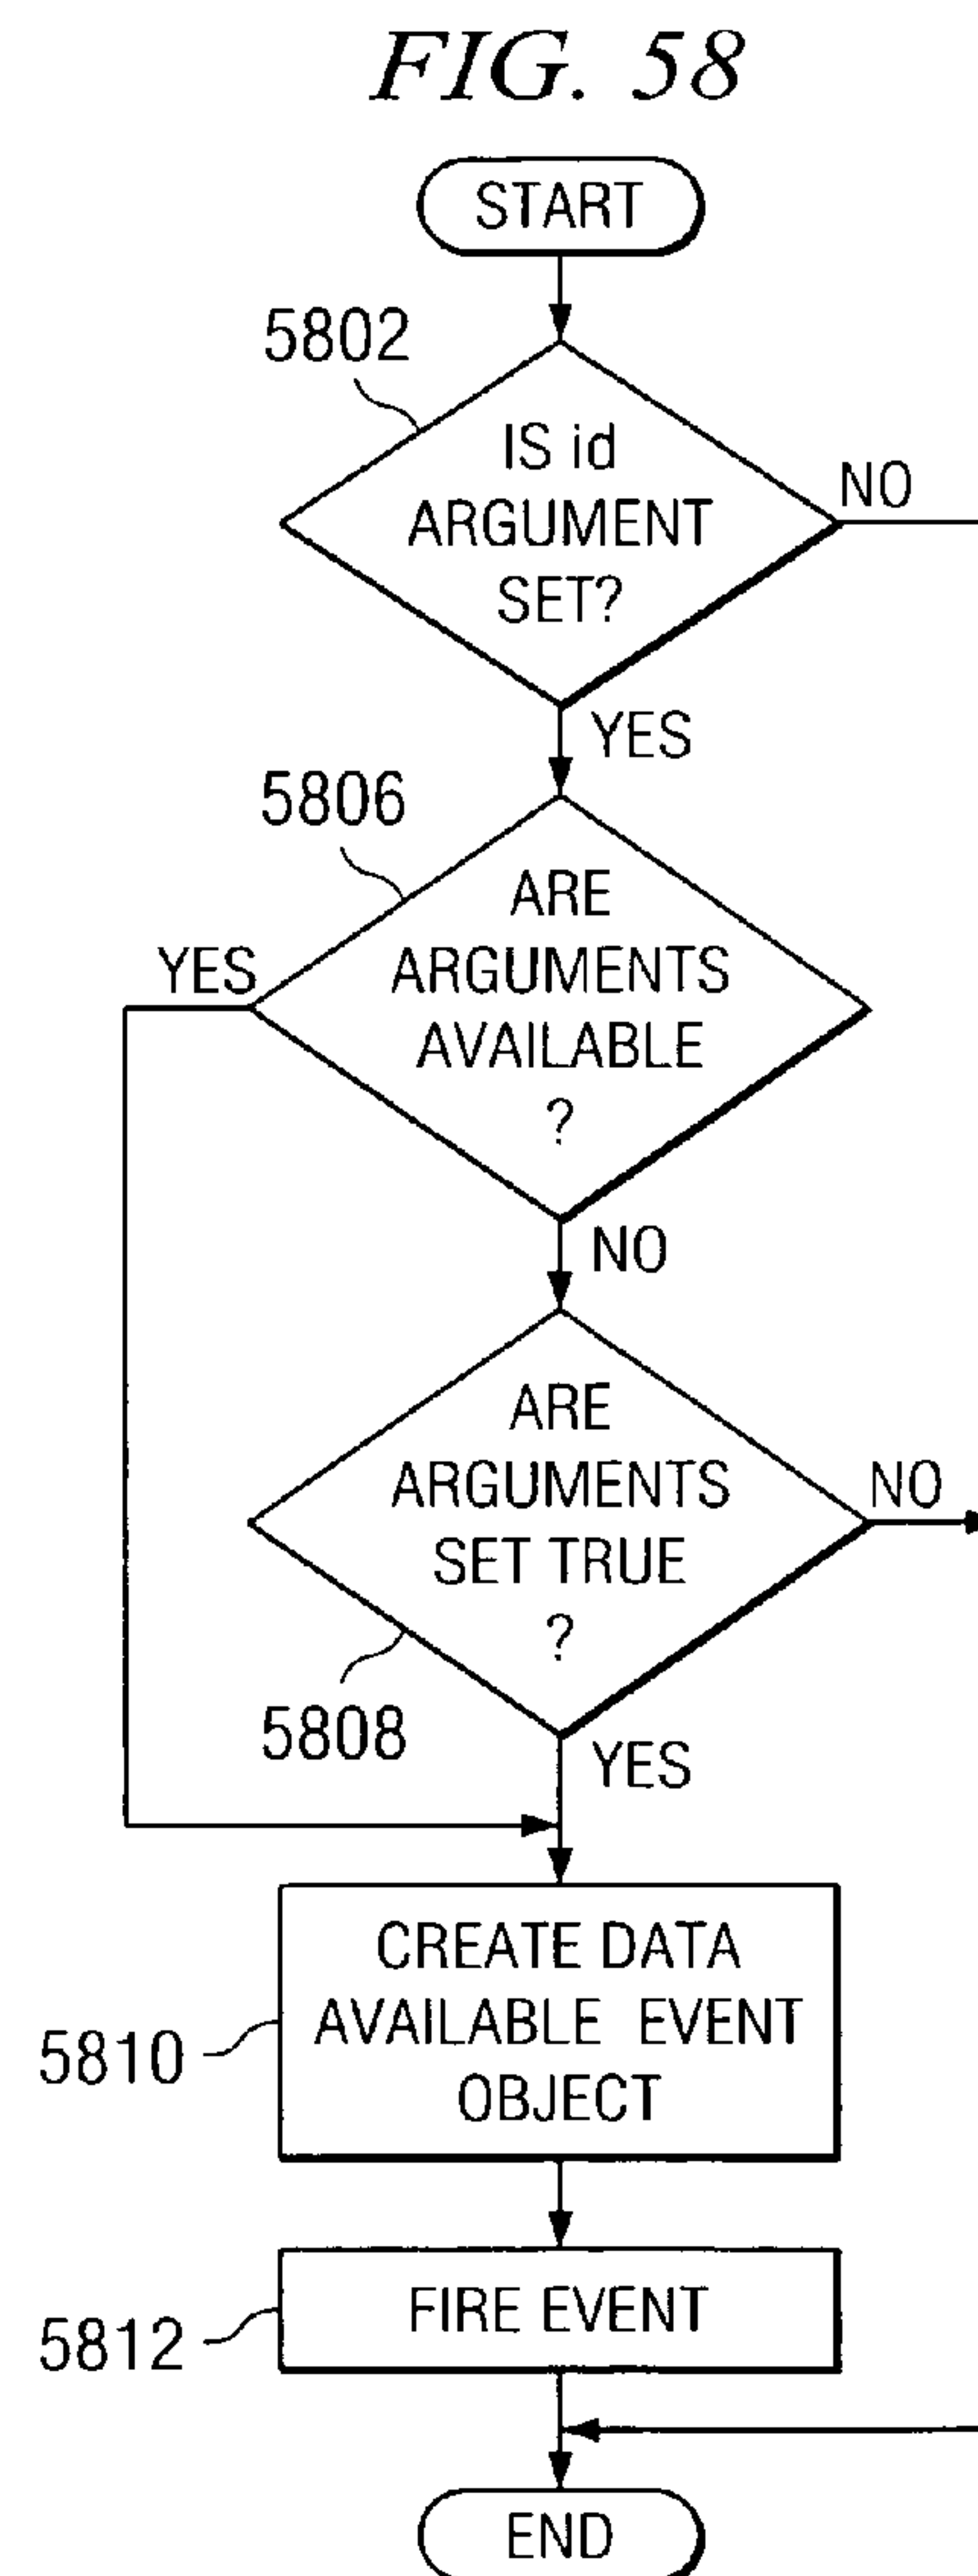 FIG. 58
START
5802
IS id
ARGUMENT
SET?
NO
YES
5806
ARE
ARGUMENTS
AVAILABLE
?
YES
NO
ARE
ARGUMENTS
SET TRUE
?
NO
5808
YES
CREATE DATA
AVAILABLE EVENT
OBJECT
5810
FIRE EVENT
5812
END